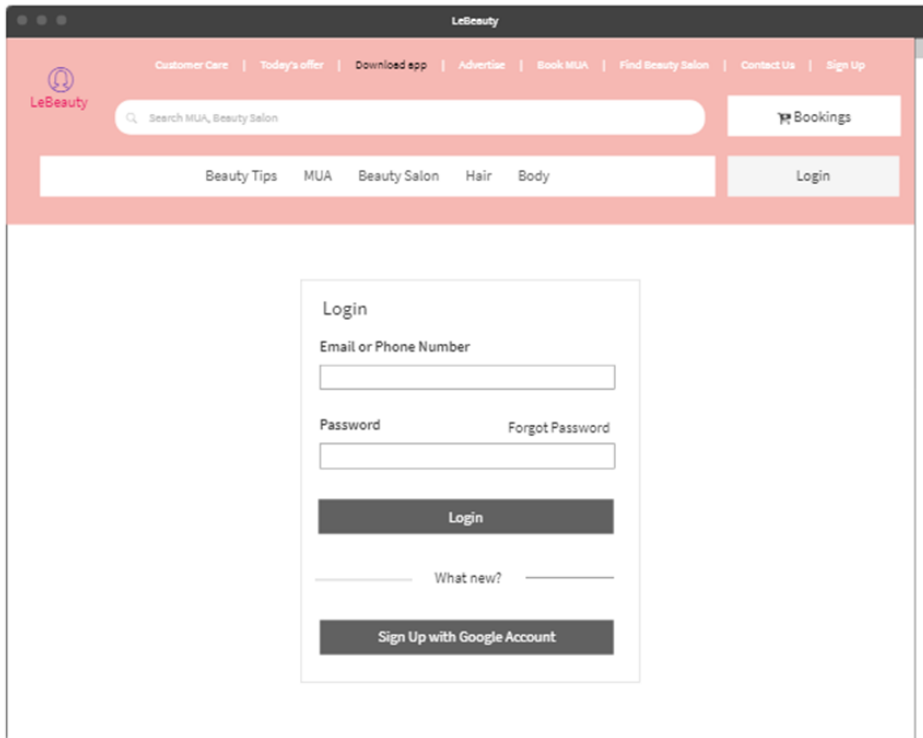 LeBeauty
Customer Care | Today's offer | Download app | Advertise | Book MUA | Find Beauty Salon | Contact Us | Sign Up
LeBeauty
Search MUA, Beauty Salon
Bookings
Beauty Tips MUA Beauty Salon Hair Body
Login
Login
Email or Phone Number
Password Forgot Password
Login
What new?
Sign Up with Google Account